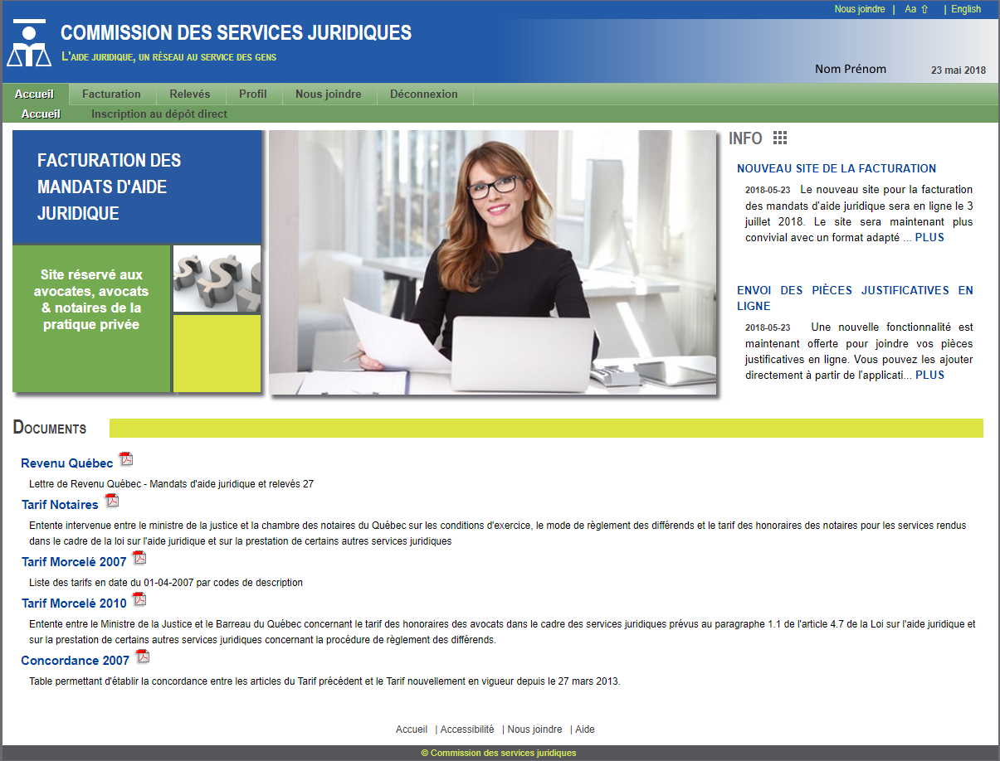 Nous joindre | Aa ⇧ | English
COMMISSION DES SERVICES JURIDIQUES
L'AIDE JURIDIQUE, UN RÉSEAU AU SERVICE DES GENS
Nom Prénom 23 mai 2018
Accueil Facturation Relevés Profil Nous joindre Déconnexion
Accueil Inscription au dépôt direct
FACTURATION DES
MANDATS D'AIDE
JURIDIQUE
Site réservé aux
avocates, avocats
& notaires de la
pratique privée
INFO
NOUVEAU SITE DE LA FACTURATION
2018-05-23 Le nouveau site pour la facturation
des mandats d'aide juridique sera en ligne le 3
juillet 2018. Le site sera maintenant plus
convivial avec un format adapté ... PLUS
ENVOI DES PIÈCES JUSTIFICATIVES EN
LIGNE
2018-05-23 Une nouvelle fonctionnalité est
maintenant offerte pour joindre vos pièces
justificatives en ligne. Vous pouvez les ajouter
directement à partir de l'applicati... PLUS
DOCUMENTS
Revenu Québec
Lettre de Revenu Québec - Mandats d'aide juridique et relevés 27
Tarif Notaires
Entente intervenue entre le ministre de la justice et la chambre des notaires du Québec sur les conditions d'exercice, le mode de règlement des différends et le tarif des honoraires des notaires pour les services rendus
dans le cadre de la loi sur l'aide juridique et sur la prestation de certains autres services juridiques
Tarif Morcelé 2007
Liste des tarifs en date du 01-04-2007 par codes de description
Tarif Morcelé 2010
Entente entre le Ministre de la Justice et le Barreau du Québec concernant le tarif des honoraires des avocats dans le cadre des services juridiques prévus au paragraphe 1.1 de l'article 4.7 de la Loi sur l'aide juridique et
sur la prestation de certains autres services juridiques concernant la procédure de règlement des différends.
Concordance 2007
Table permettant d'établir la concordance entre les articles du Tarif précédent et le Tarif nouvellement en vigueur depuis le 27 mars 2013.
Accueil | Accessibilité | Nous joindre | Aide
© Commission des services juridiques